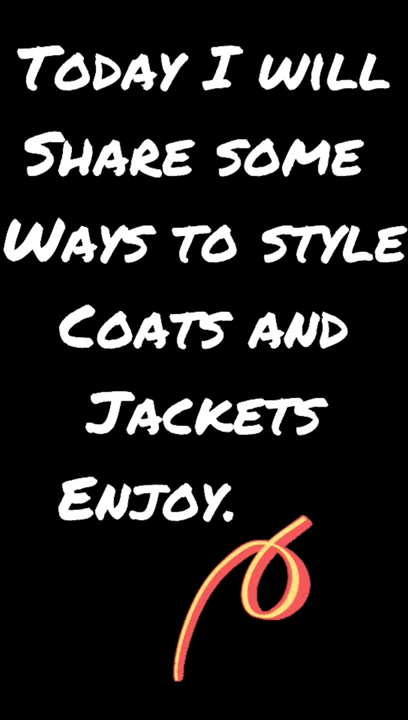 Today I will
Share some
Ways to style
Coats and
Jackets
Enjoy.